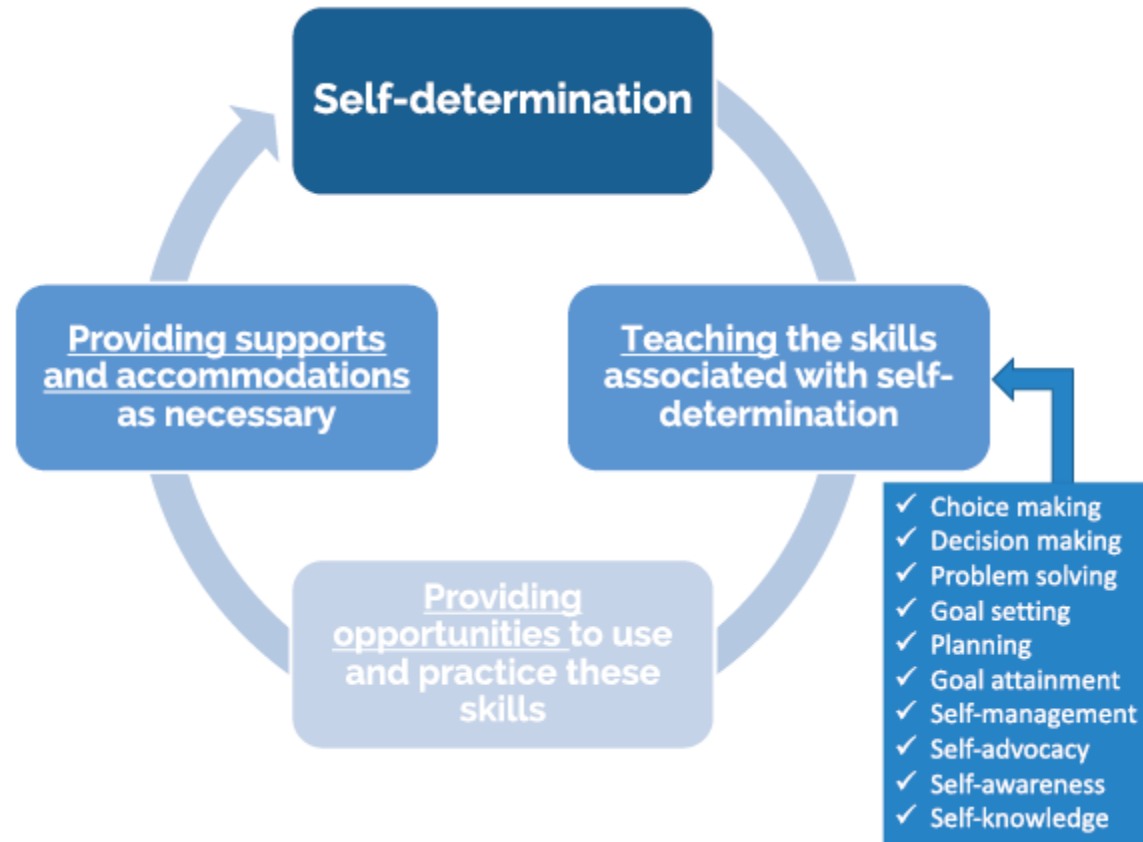 Self-determination
Providing supports
and accommodations
as necessary
Teaching the skills
associated with self-
determination
Providing
opportunities to use
and practice these
skills
✓ Choice making
✓ Decision making
✓ Problem solving
✓ Goal setting
✓ Planning
✓ Goal attainment
✓ Self-management
✓ Self-advocacy
✓ Self-awareness
✓ Self-knowledge